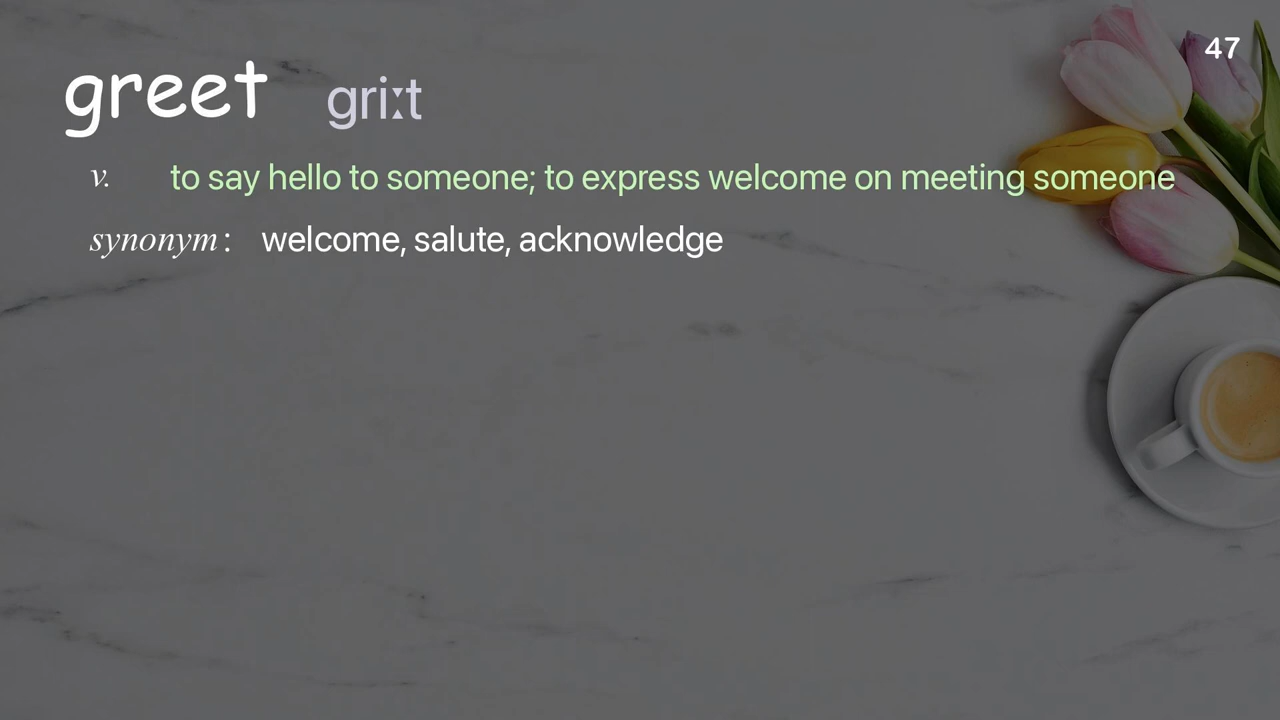 47
greet griːt
v. to say hello to someone; to express welcome on meeting someone
synonym: welcome, salute, acknowledge